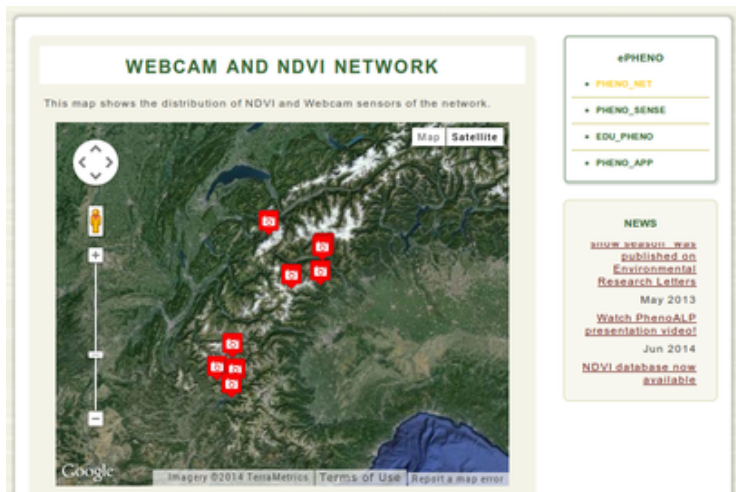 WEBCAM AND NDVI NETWORK
This map shows the distribution of NDVI and Webcam sensors of the network.
Map Satellite
Google
Imagery ©2014 TerraMetrics Terms of Use Report a map error
ePHENO
PHENO_NET
PHENO_SENSE
EDU_PHENO
PHENO_APP
NEWS
snow season" was
published on
Environmental
Research Letters
May 2013
Watch PhenoALP
presentation video!
Jun 2014
NDVI database now
available